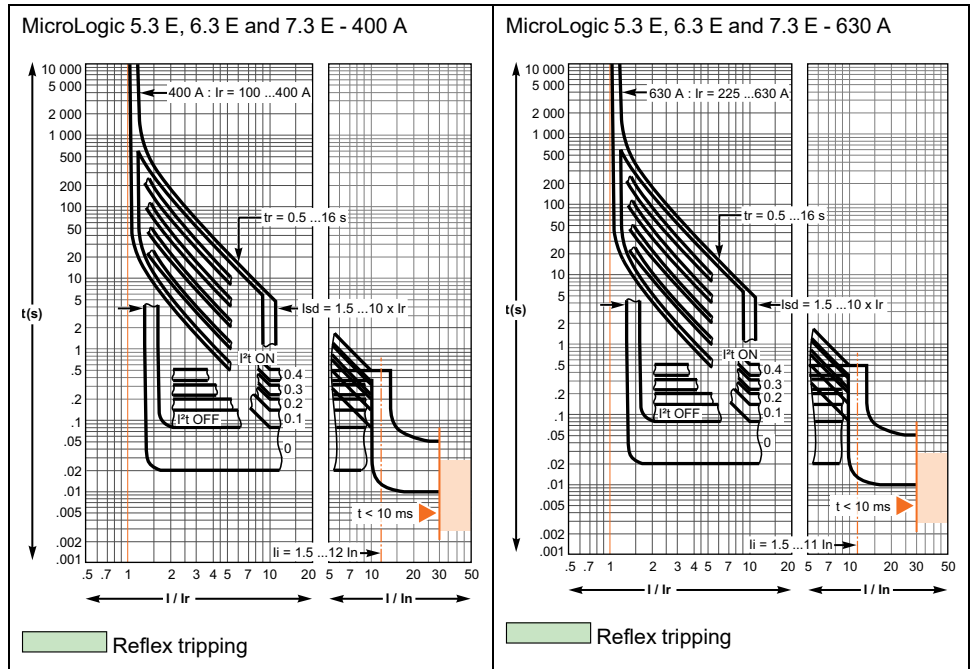 MicroLogic 5.3 E, 6.3 E and 7.3 E - 400 A
10 000
5 000
2 000
1 000
500
200
100
50
20
10
5
2
1
.5
.2
.1
.05
.02
.01
.005
.002
.001
t(s)
400 A : Ir = 100 ...400 A
tr = 0.5 ...16 s
Isd = 1.5 ...10 x Ir
I²t ON
0.4
0.3
0.2
0.1
0
I²t OFF
t < 10 ms
Ii = 1.5 ...12 In
.5 .7 1 2 3 4 5 7 10 20 5 7 10 20 30 50
I / Ir I / In
Reflex tripping
MicroLogic 5.3 E, 6.3 E and 7.3 E - 630 A
10 000
5 000
2 000
1 000
500
200
100
50
20
10
5
2
1
.5
.2
.1
.05
.02
.01
.005
.002
.001
t(s)
630 A : Ir = 225 ...630 A
tr = 0.5 ...16 s
Isd = 1.5 ...10 x Ir
I²t ON
0.4
0.3
0.2
0.1
0
I²t OFF
t < 10 ms
Ii = 1.5 ...11 In
.5 .7 1 2 3 4 5 7 10 20 5 7 10 20 30 50
I / Ir I / In
Reflex tripping